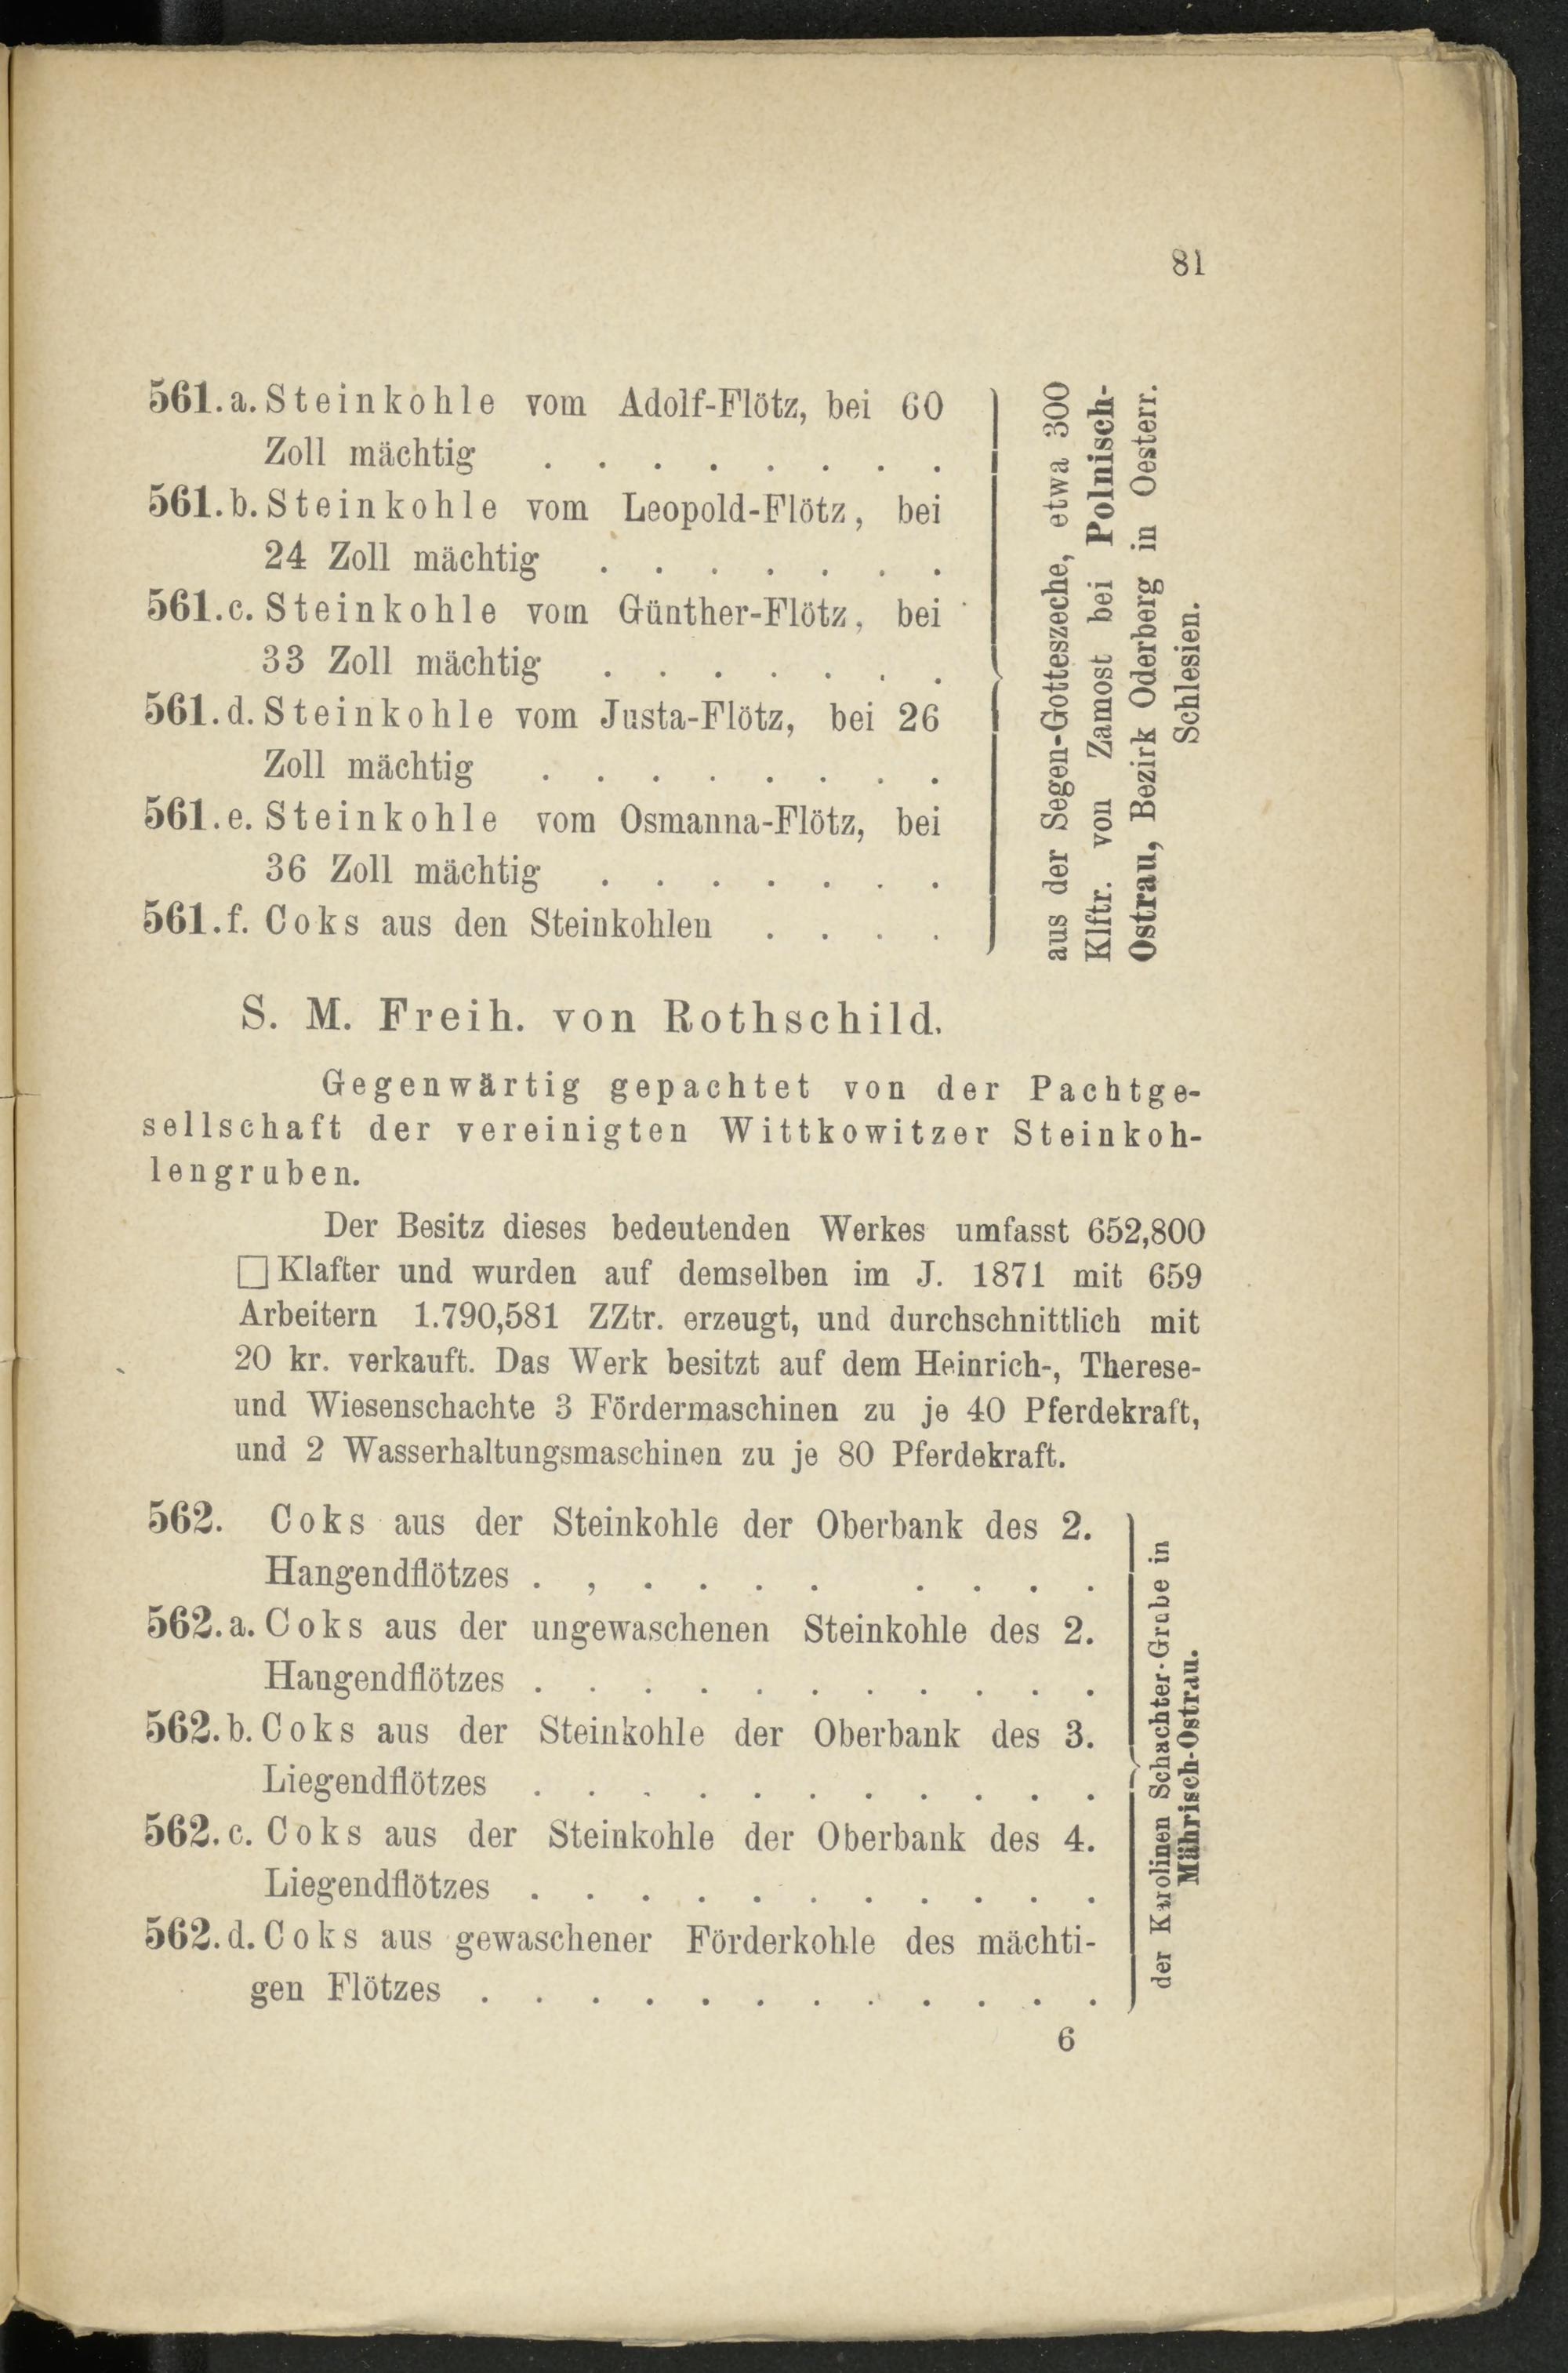 81
561.a. Steinkohle vom Adolf-Flötz, bei 60
Zoll mächtig . . . . . . . .
561.b. Steinkohle vom Leopold-Flötz, bei
24 Zoll mächtig . . . . . . .
561.c. Steinkohle vom Günther-Flötz, bei
33 Zoll mächtig . . . . . . .
561.d. Steinkohle vom Justa-Flötz, bei 26
Zoll mächtig . . . . . . . .
561.e. Steinkohle vom Osmanna-Flötz, bei
36 Zoll mächtig . . . . . . .
561.f. Coks aus den Steinkohlen . . . .
aus der Segen-Gotteszeche, etwa 300
Klftr. von Zamost bei Polnisch-
Ostrau, Bezirk Oderberg in Oesterr.
Schlesien.
S. M. Freih. von Rothschild.
Gegenwärtig gepachtet von der Pachtge-
sellschaft der vereinigten Wittkowitzer Steinkoh-
lengruben.
Der Besitz dieses bedeutenden Werkes umfasst 652,800
□Klafter und wurden auf demselben im J. 1871 mit 659
Arbeitern 1.790,581 ZZtr. erzeugt, und durchschnittlich mit
20 kr. verkauft. Das Werk besitzt auf dem Heinrich-, Therese-
und Wiesenschachte 3 Fördermaschinen zu je 40 Pferdekraft,
und 2 Wasserhaltungsmaschinen zu je 80 Pferdekraft.
562. Coks aus der Steinkohle der Oberbank des 2.
Hangendflötzes . , . . . . . . . .
562.a. Coks aus der ungewaschenen Steinkohle des 2.
Hangendflötzes . . . . . . . . . . .
562.b. Coks aus der Steinkohle der Oberbank des 3.
Liegendflötzes . . . . . . . . . . .
562.c. Coks aus der Steinkohle der Oberbank des 4.
Liegendflötzes . . . . . . . . . . .
562.d. Coks aus gewaschener Förderkohle des mächti-
gen Flötzes . . . . . . . . . . . .
der Karolinen Schachter-Grube in
Mährisch-Ostrau.
6